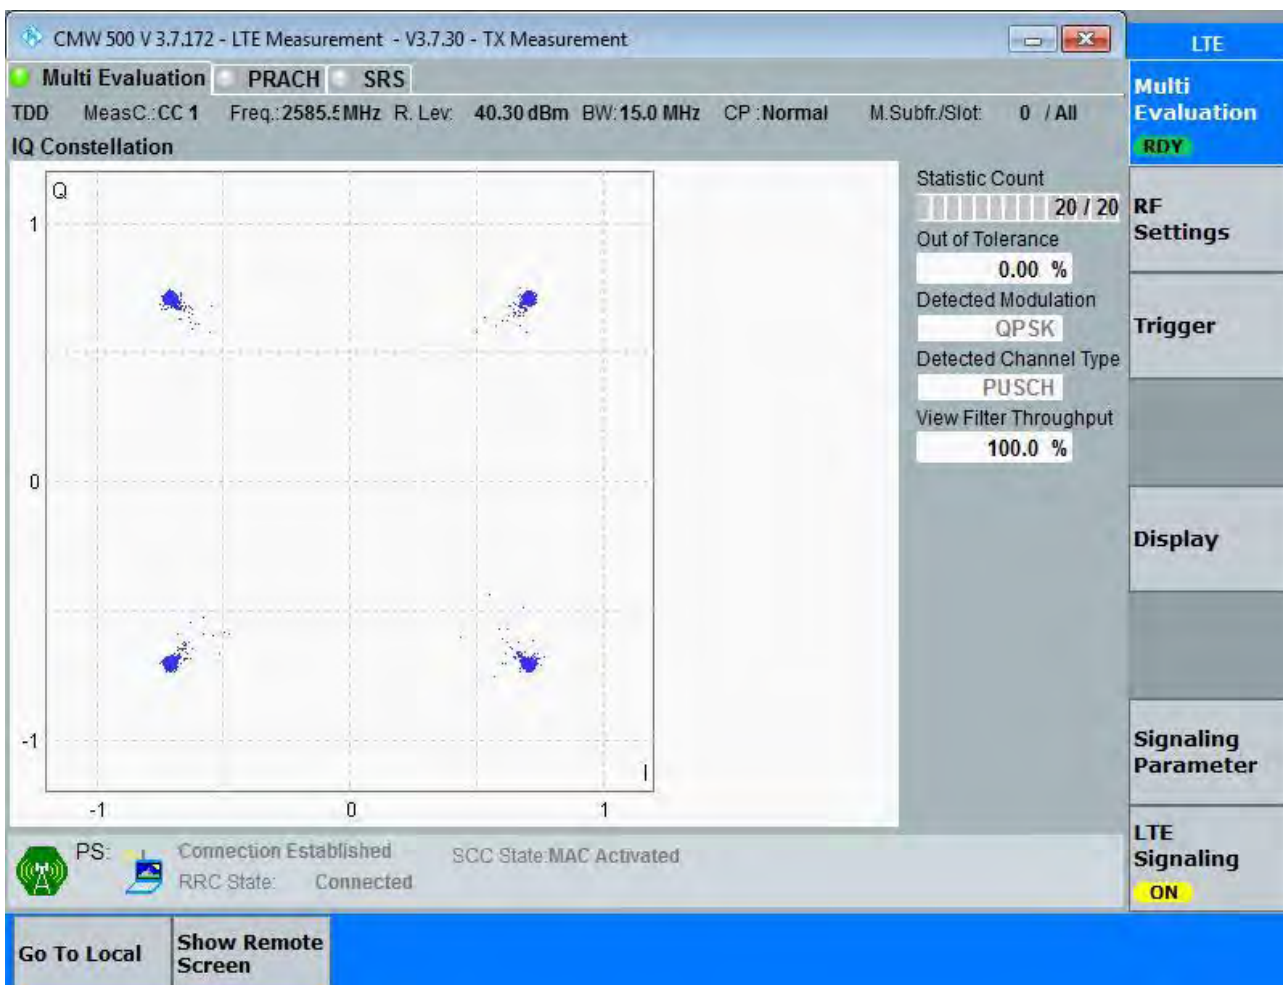 CMW 500 V 3.7.172 - LTE Measurement - V3.7.30 - TX Measurement
Multi Evaluation PRACH SRS
TDD MeasC.:CC 1 Freq.:2585.5 MHz R. Lev: 40.30 dBm BW:15.0 MHz CP :Normal M.Subfr./Slot: 0 / All
IQ Constellation
Q
1
0
-1
I
-1 0 1
Statistic Count
20 / 20
Out of Tolerance
0.00 %
Detected Modulation
QPSK
Detected Channel Type
PUSCH
View Filter Throughput
100.0 %
PS: Connection Established SCC State:MAC Activated
RRC State: Connected
LTE
Multi
Evaluation
RDY
RF
Settings
Trigger
Display
Signaling
Parameter
LTE
Signaling
ON
Go To Local
Show Remote
Screen